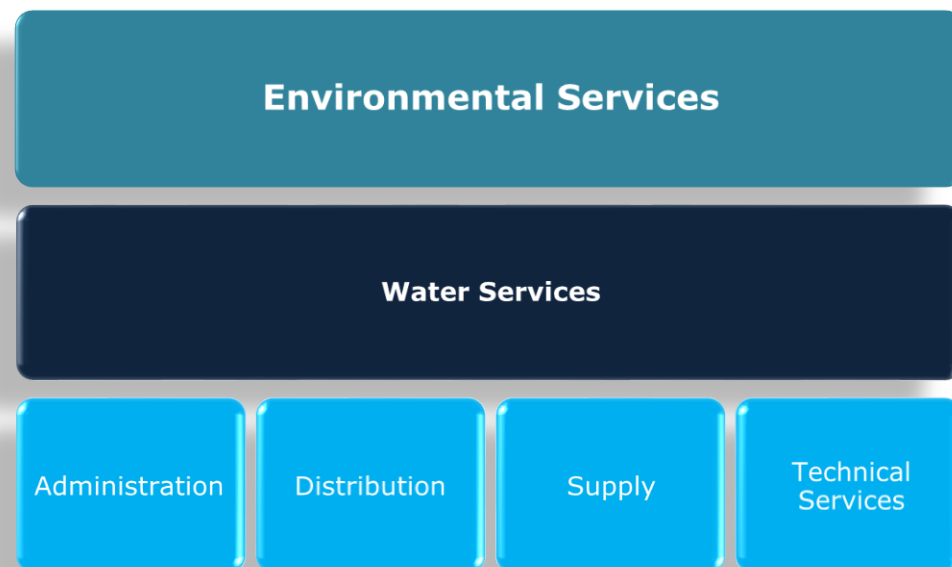 Environmental Services
Water Services
Administration
Distribution
Supply
Technical
Services